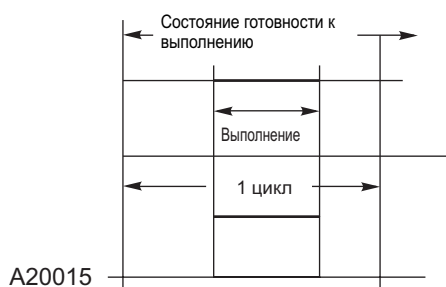 Состояние готовности к
выполнению
Выполнение
1 цикл
A20015